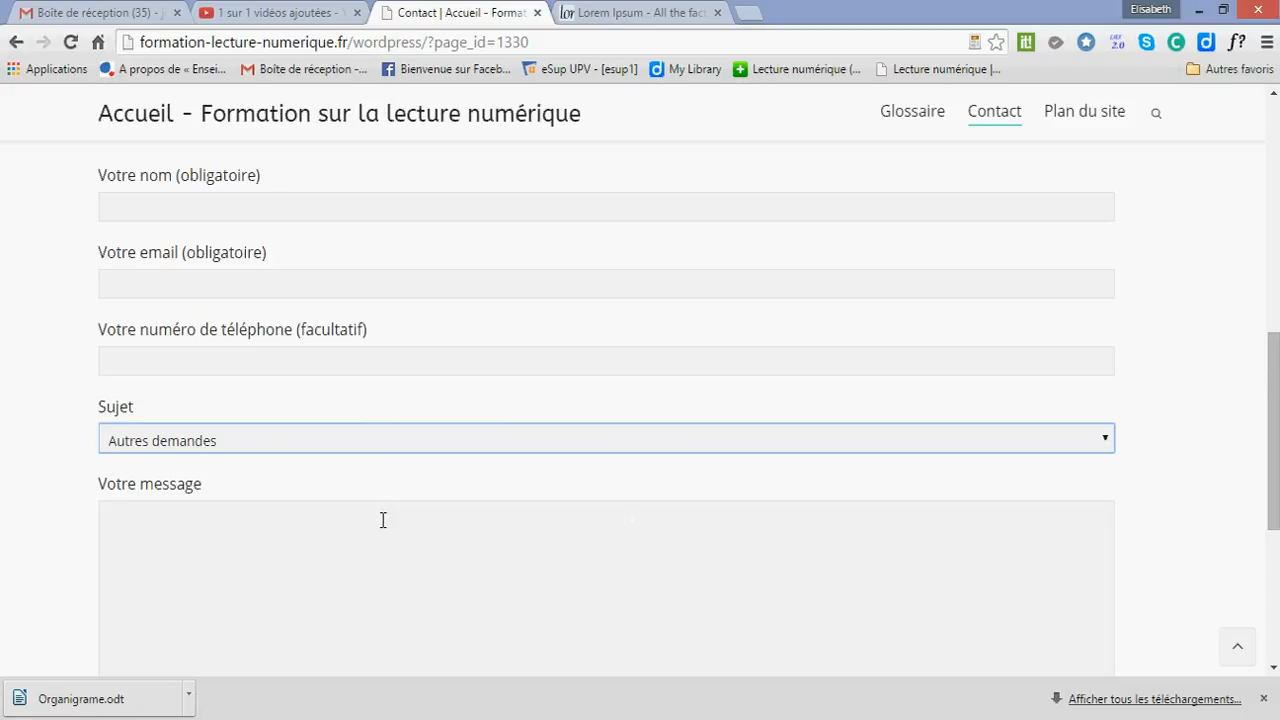 Boîte de réception (35) - j
1 sur 1 vidéos ajoutées - Y
Contact | Accueil - Format
Lorem Ipsum - All the fact
Elisabeth
formation-lecture-numerique.fr/wordpress/?page_id=1330
Applications
A propos de « Ensei...
Boîte de réception -...
Bienvenue sur Faceb...
eSup UPV - [esup1]
My Library
Lecture numérique (...
Lecture numérique |...
Autres favoris
Accueil - Formation sur la lecture numérique
Glossaire
Contact
Plan du site
Votre nom (obligatoire)
Votre email (obligatoire)
Votre numéro de téléphone (facultatif)
Sujet
Autres demandes
Votre message
Organigrame.odt
Afficher tous les téléchargements...